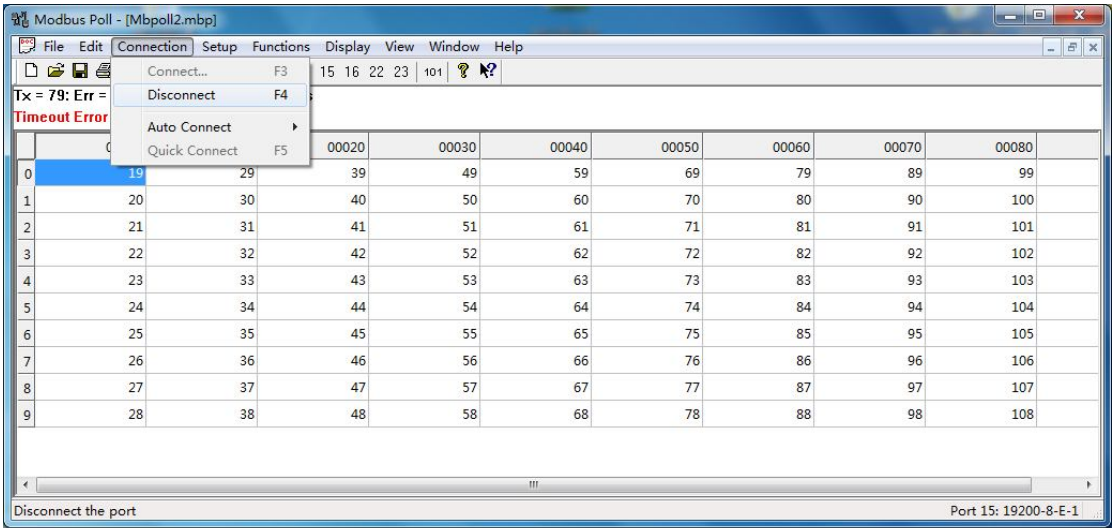 Modbus Poll - [Mbpoll2.mbp]
File Edit Connection Setup Functions Display View Window Help
Connect... F3 15 16 22 23 101
Tx = 79: Err = Disconnect F4
Timeout Error Auto Connect
Quick Connect F5 00020 00030 00040 00050 00060 00070 00080
0 19 29 39 49 59 69 79 89 99
1 20 30 40 50 60 70 80 90 100
2 21 31 41 51 61 71 81 91 101
3 22 32 42 52 62 72 82 92 102
4 23 33 43 53 63 73 83 93 103
5 24 34 44 54 64 74 84 94 104
6 25 35 45 55 65 75 85 95 105
7 26 36 46 56 66 76 86 96 106
8 27 37 47 57 67 77 87 97 107
9 28 38 48 58 68 78 88 98 108
Disconnect the port Port 15: 19200-8-E-1